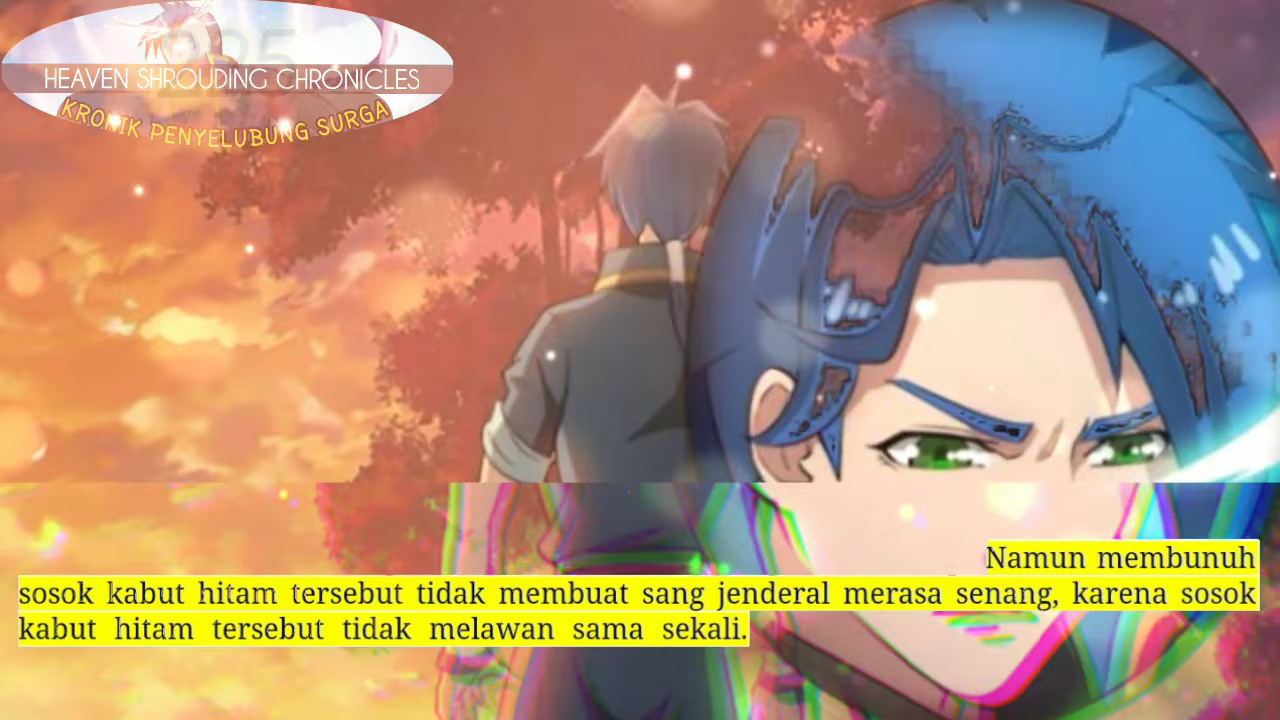 HEAVEN SHROUDING CHRONICLES
KRONIK PENYELUBUNG SURGA
Namun membunuh
sosok kabut hitam tersebut tidak membuat sang jenderal merasa senang, karena sosok
kabut hitam tersebut tidak melawan sama sekali.